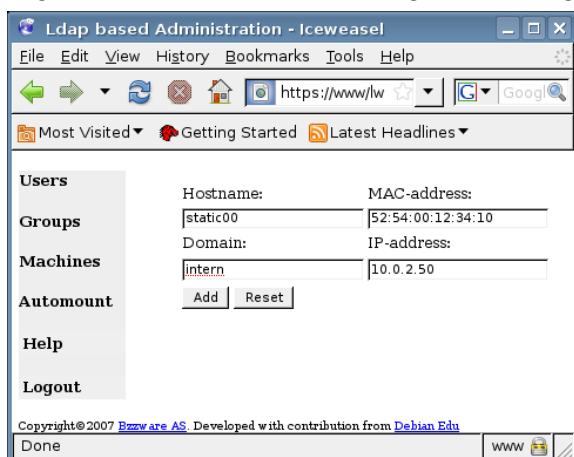 Ldap based Administration - Iceweasel
File Edit View History Bookmarks Tools Help
https://www/lw Googl
Most Visited Getting Started Latest Headlines
Users
Hostname: MAC-address:
static00 52:54:00:12:34:10
Groups
Domain: IP-address:
Machines
intern 10.0.2.50
Automount
Add Reset
Help
Logout
Copyright©2007 Bzzware AS. Developed with contribution from Debian Edu
Done www